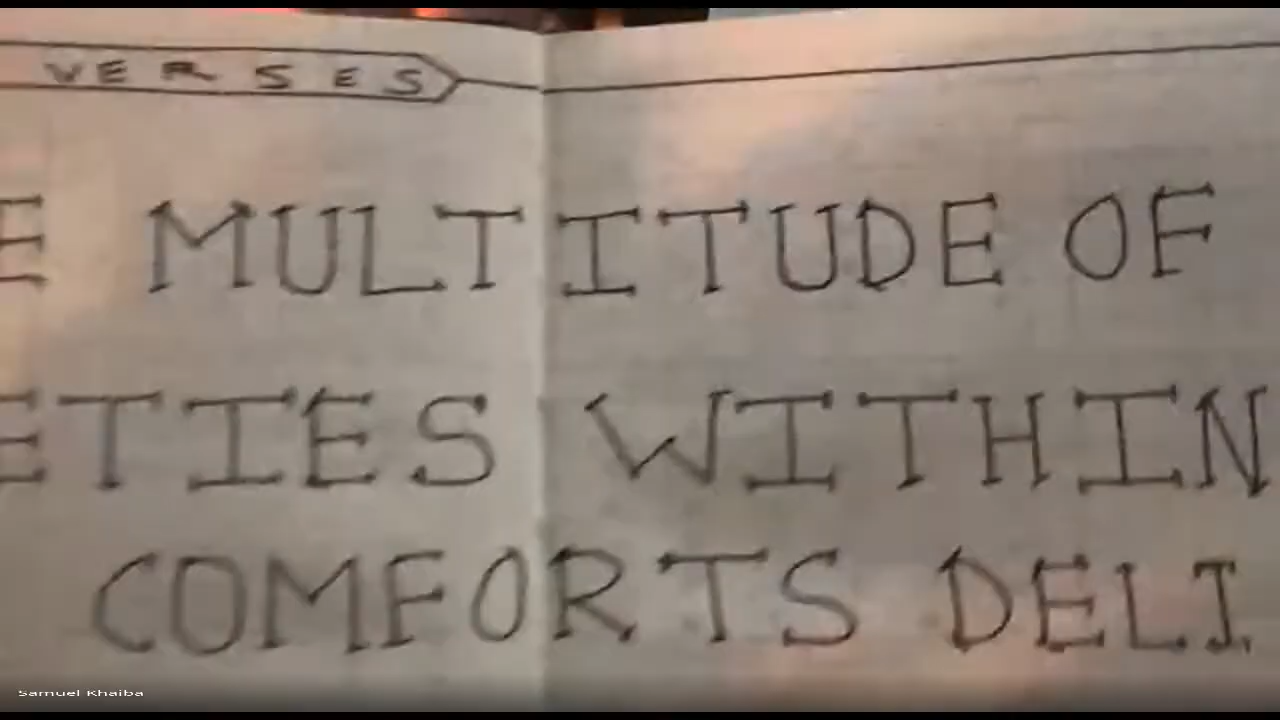 VERSES
E MULTITUDE OF
ETIES WITHIN
COMFORTS DELI
Samuel Khaiba